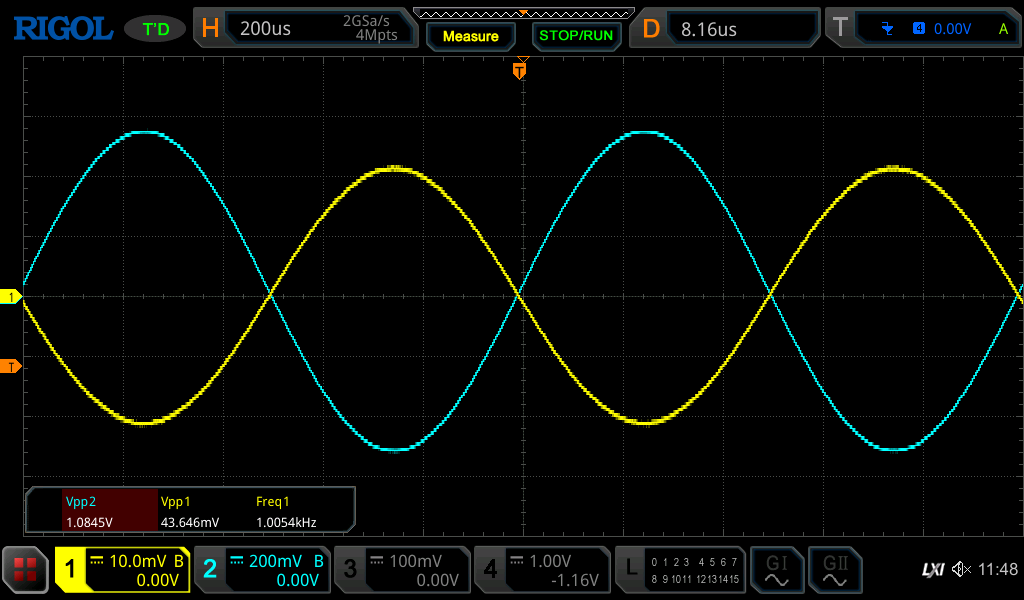 RIGOL T'D H 200us 2GSa/s 4Mpts Measure STOP/RUN D 8.16us T 4 0.00V A
T
1
T
Vpp2 Vpp1 Freq1
1.0845V 43.646mV 1.0054kHz
1 10.0mV B 2 200mV B 3 100mV 4 1.00V L 0 1 2 3 4 5 6 7 GI GII
0.00V 0.00V 0.00V -1.16V 8 9 10 11 12 13 14 15
LXI 11:48